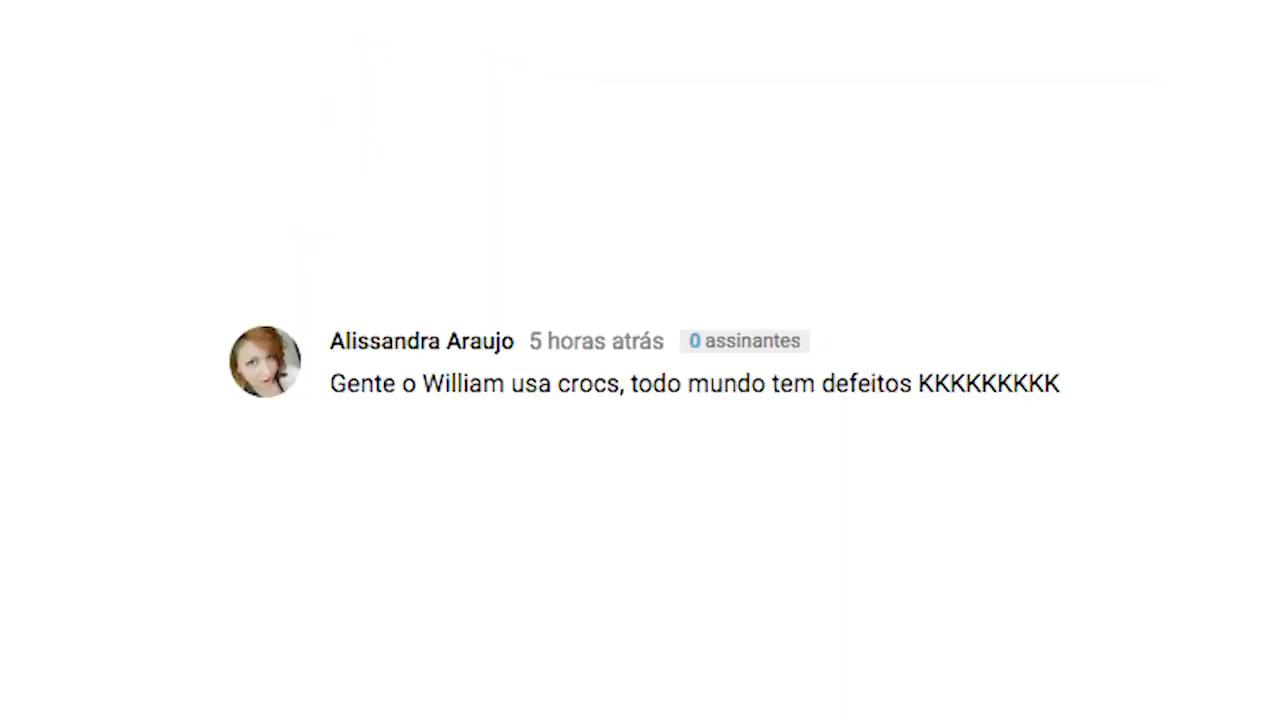 Alissandra Araujo 5 horas atrás 0 assinantes
Gente o William usa crocs, todo mundo tem defeitos KKKKKKKKK